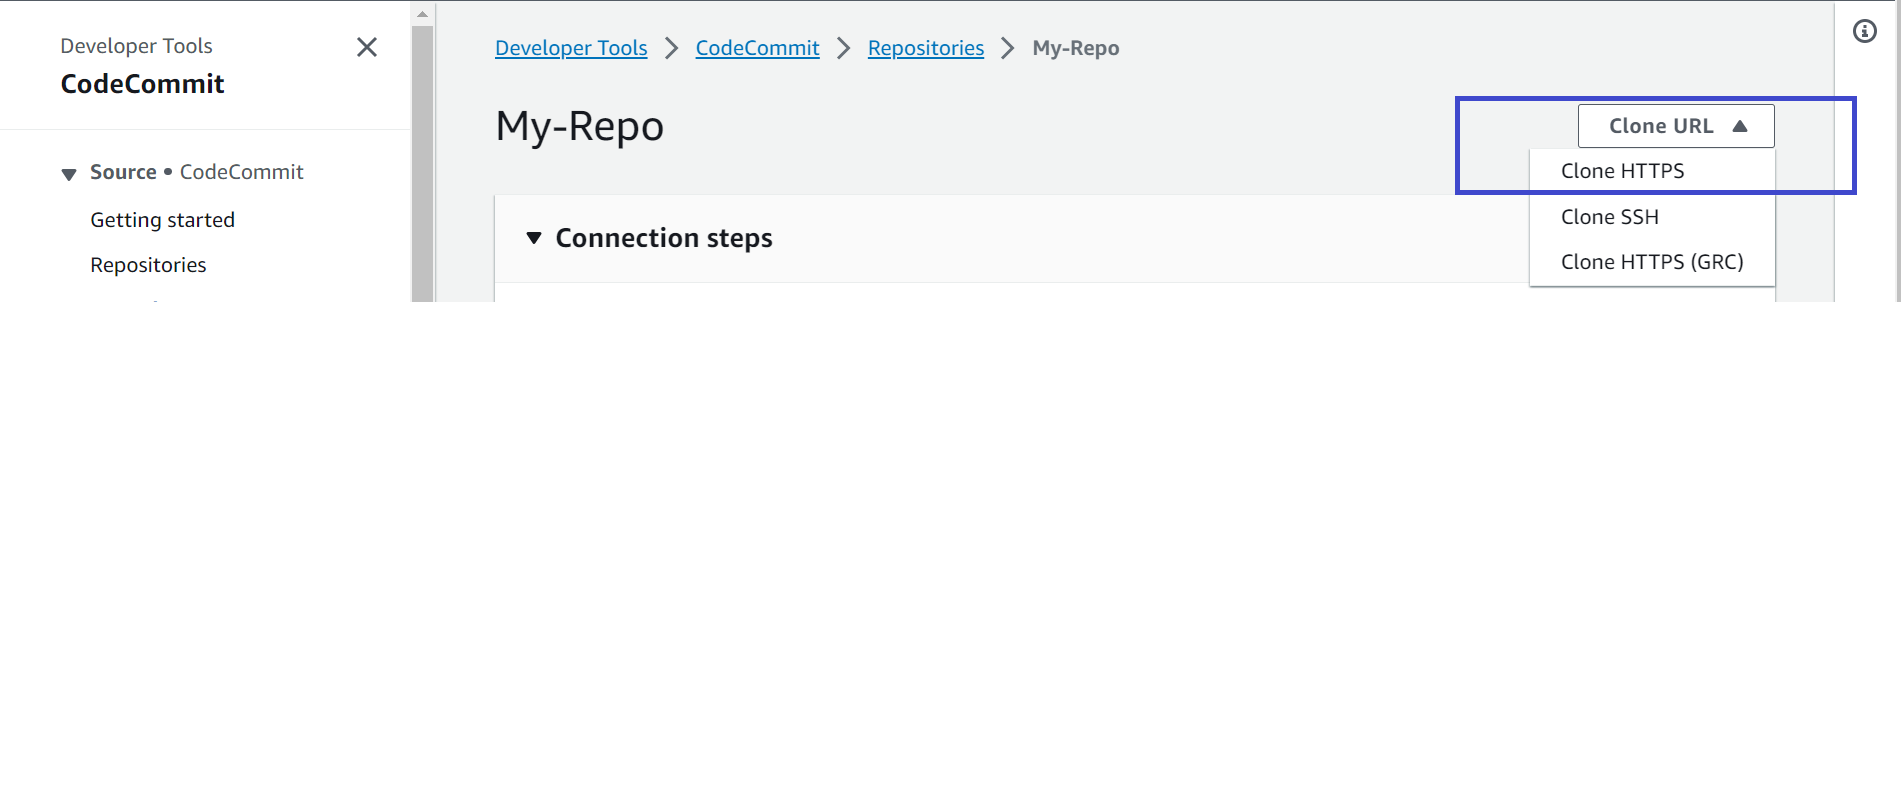 Developer Tools
CodeCommit
Source • CodeCommit
Getting started
Repositories
Developer Tools > CodeCommit > Repositories > My-Repo
My-Repo
Clone URL
Clone HTTPS
Clone SSH
Clone HTTPS (GRC)
Connection steps